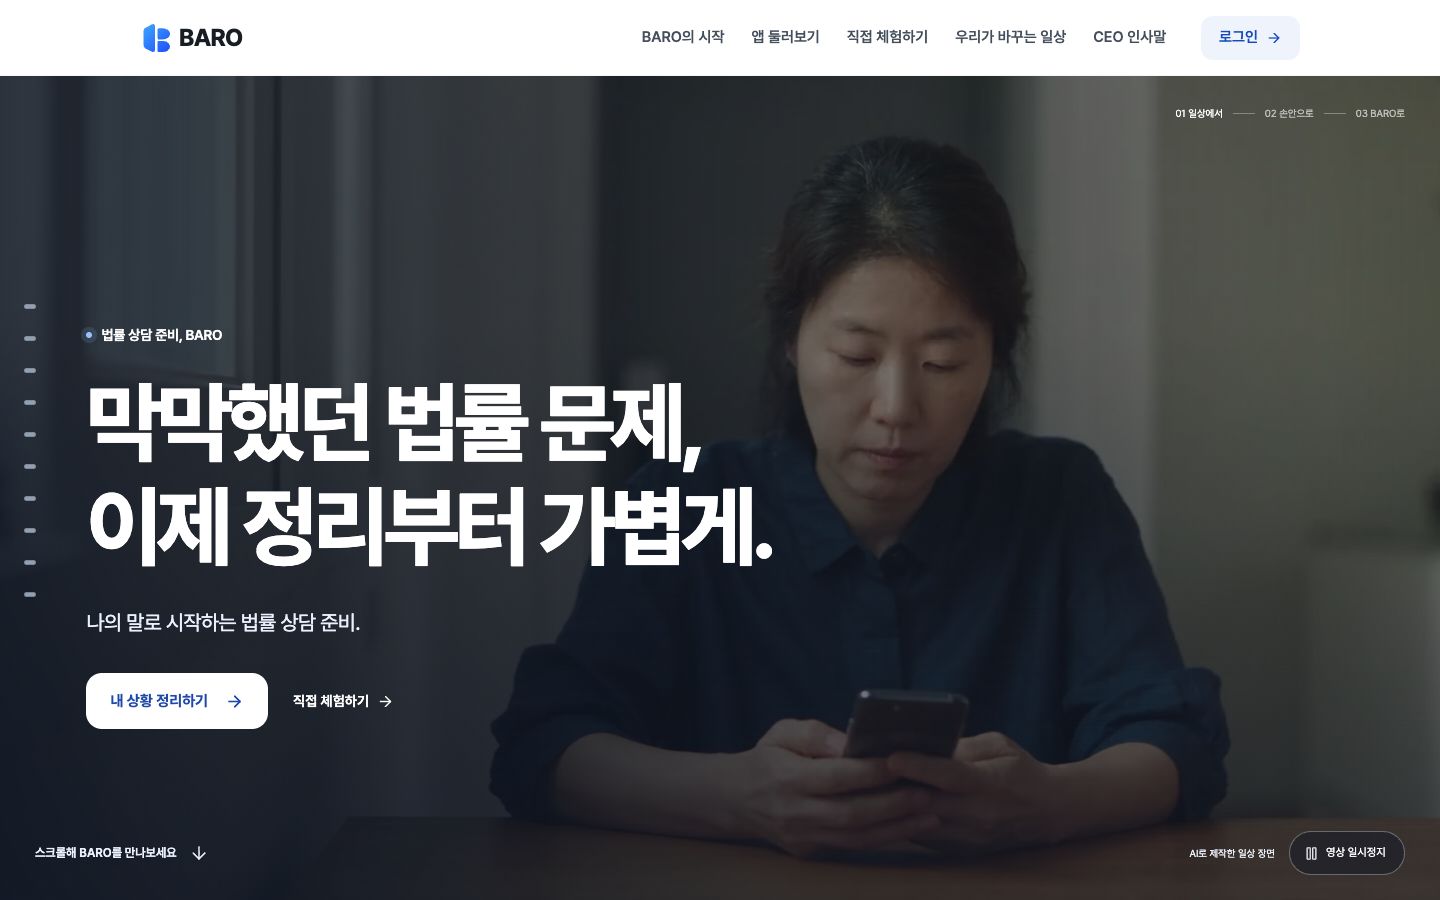 BARO
BARO의 시작
앱 둘러보기
직접 체험하기
우리가 바꾸는 일상
CEO 인사말
로그인
01 일상에서
02 손안으로
03 BARO로
법률 상담 준비, BARO
막막했던 법률 문제,
이제 정리부터 가볍게.
나의 말로 시작하는 법률 상담 준비.
내 상황 정리하기
직접 체험하기
스크롤해 BARO를 만나보세요
AI로 제작한 일상 장면
영상 일시정지